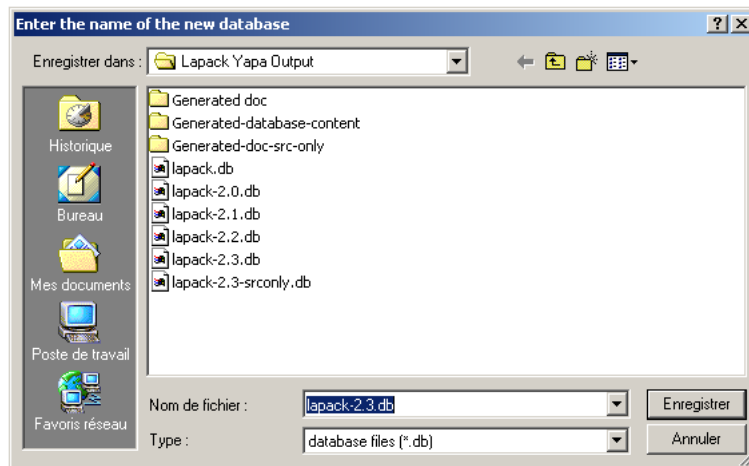 Enter the name of the new database
Enregistrer dans : Lapack Yapa Output
Historique
Bureau
Mes documents
Poste de travail
Favoris réseau
Generated doc
Generated-database-content
Generated-doc-src-only
lapack.db
lapack-2.0.db
lapack-2.1.db
lapack-2.2.db
lapack-2.3.db
lapack-2.3-srconly.db
Nom de fichier : lapack-2.3.db Enregistrer
Type : database files (*.db) Annuler